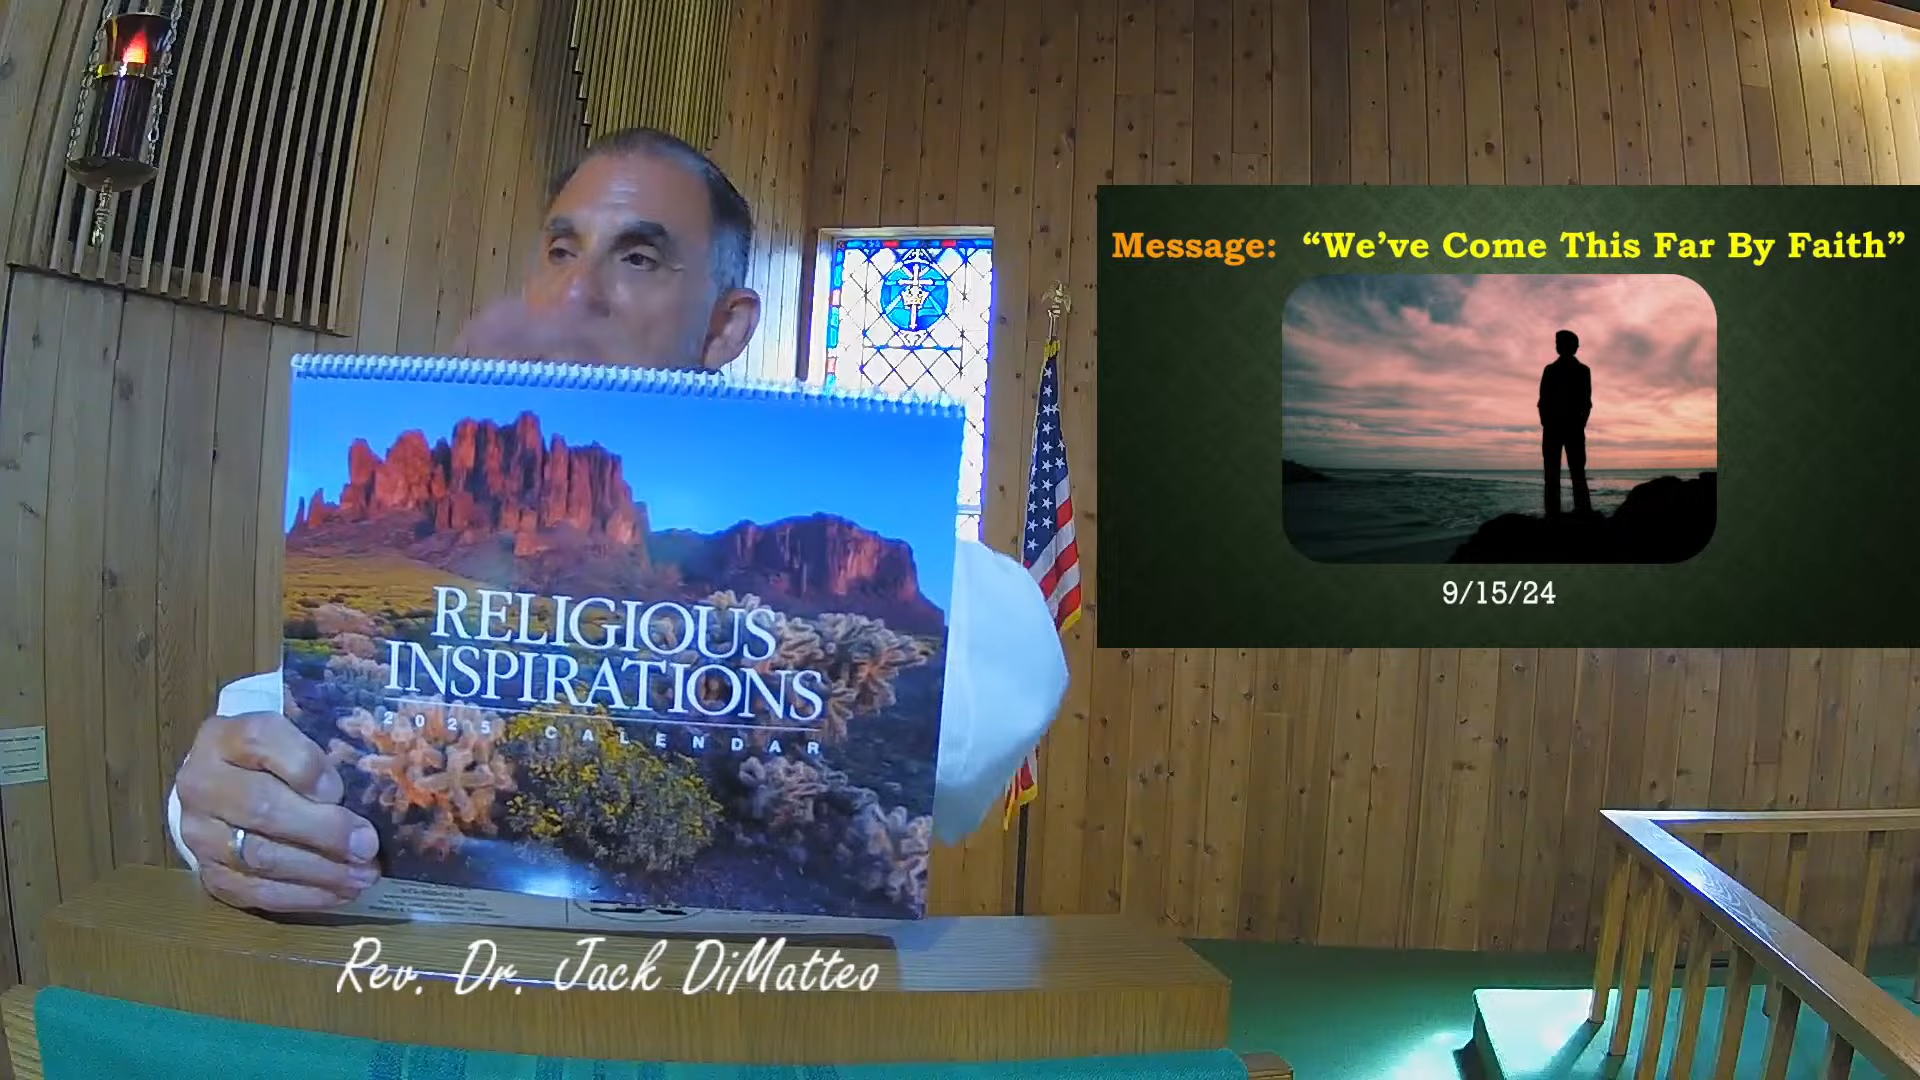 Message: “We’ve Come This Far By Faith”
9/15/24
RELIGIOUS
INSPIRATIONS
2025 CALENDAR
Rev. Dr. Jack DiMatteo